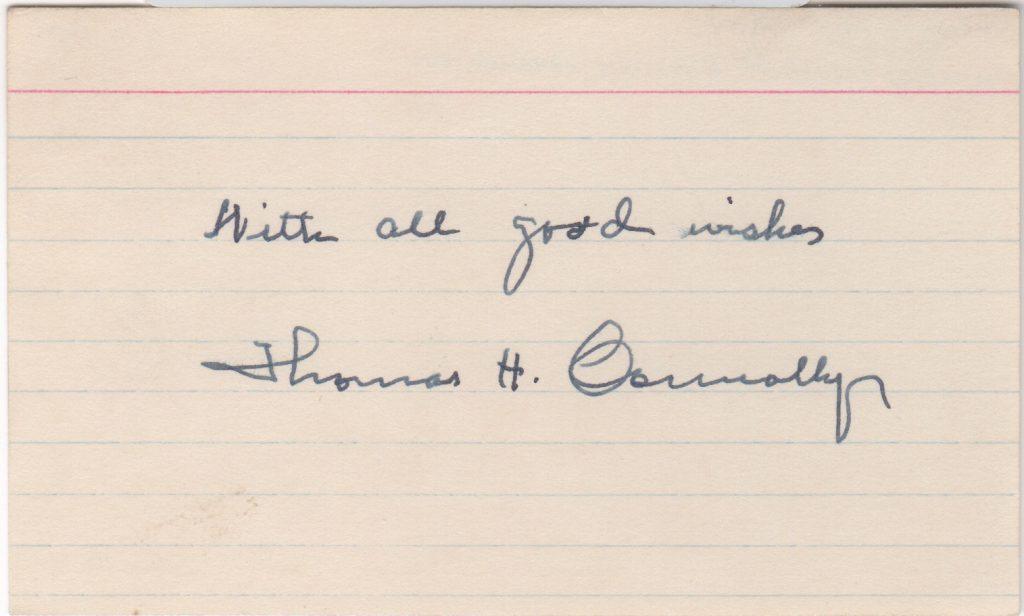 With all good wishes
Thomas H. Connolly